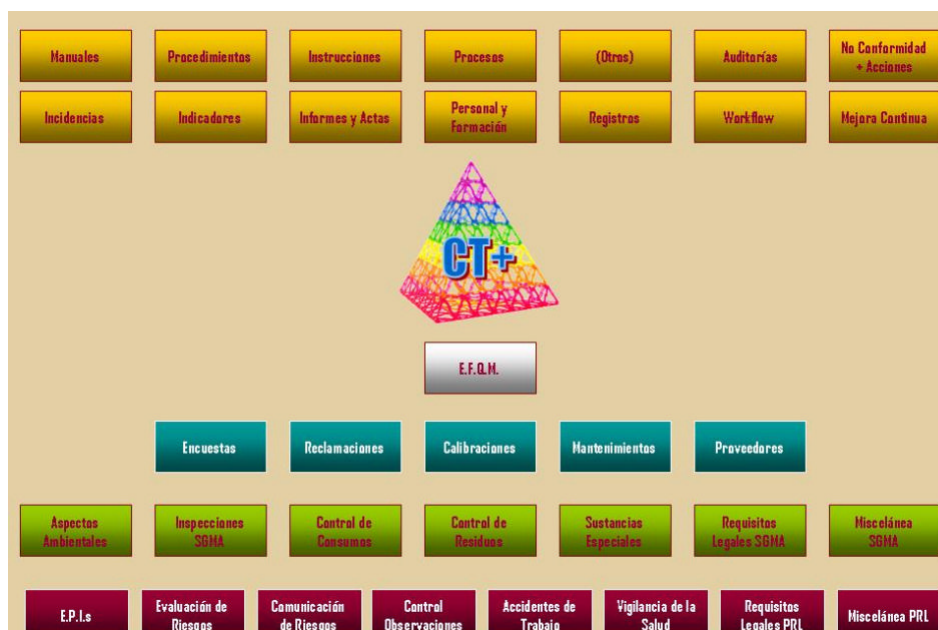 Manuales
Procedimientos
Instrucciones
Procesos
(Otros)
Auditorías
No Conformidad
+ Acciones
Incidencias
Indicadores
Informes y Actas
Personal y
Formación
Registros
Workflow
Mejora Continua
CT+
E.F.Q.M.
Encuestas
Reclamaciones
Calibraciones
Mantenimientos
Proveedores
Aspectos
Ambientales
Inspecciones
SGMA
Control de
Consumos
Control de
Residuos
Sustancias
Especiales
Requisitos
Legales SGMA
Miscelánea
SGMA
E.P.I.s
Evaluación de
Riesgos
Comunicación
de Riesgos
Control
Observaciones
Accidentes de
Trabajo
Vigilancia de la
Salud
Requisitos
Legales PRL
Miscelánea PRL